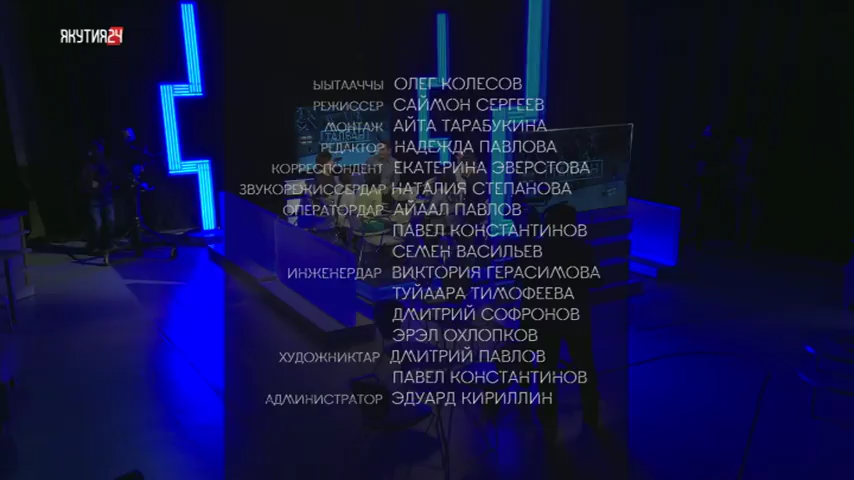 ЯКУТИЯ24
ЫЫТААЧЧЫ ОЛЕГ КОЛЕСОВ
РЕЖИССЕР САЙМОН СЕРГЕЕВ
МОНТАЖ АЙТА ТАРАБУКИНА
РЕДАКТОР НАДЕЖДА ПАВЛОВА
КОРРЕСПОНДЕНТ ЕКАТЕРИНА ЭВЕРСТОВА
ЗВУКОРЕЖИССЕРДАР НАТАЛИЯ СТЕПАНОВА
ОПЕРАТОРДАР АЙААЛ ПАВЛОВ
ПАВЕЛ КОНСТАНТИНОВ
СЕМЕН ВАСИЛЬЕВ
ИНЖЕНЕРДАР ВИКТОРИЯ ГЕРАСИМОВА
ТУЙААРА ТИМОФЕЕВА
ДМИТРИЙ СОФРОНОВ
ЭРЭЛ ОХЛОПКОВ
ХУДОЖНИКТАР ДМИТРИЙ ПАВЛОВ
ПАВЕЛ КОНСТАНТИНОВ
АДМИНИСТРАТОР ЭДУАРД КИРИЛЛИН